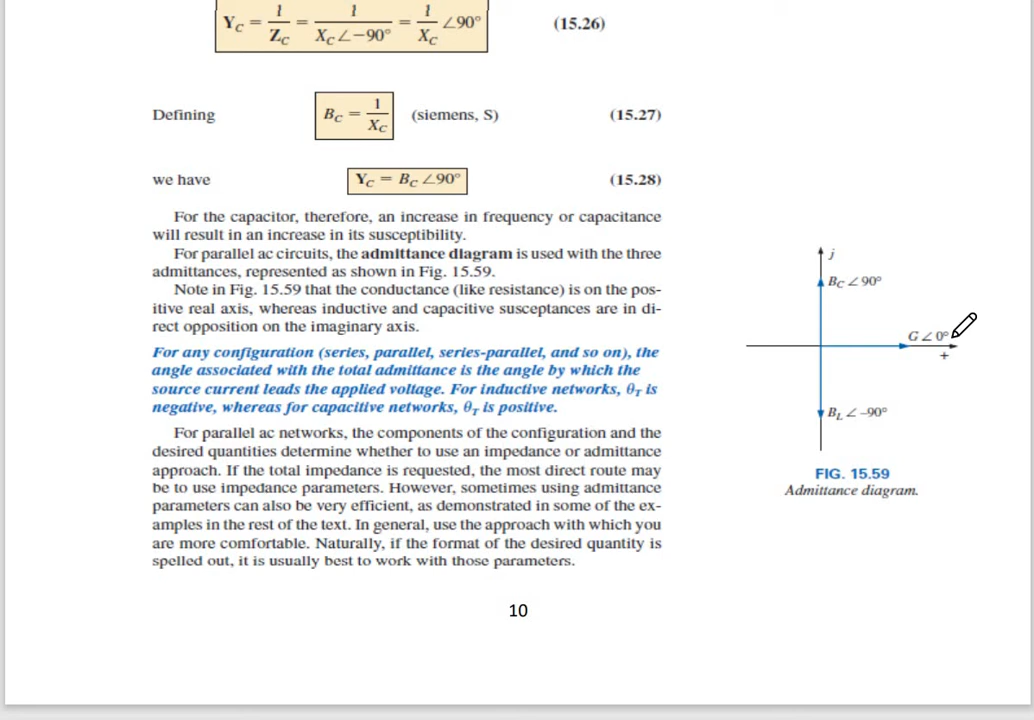 Y_C = 1/Z_C = 1/X_C∠−90° = 1/X_C ∠90° (15.26)
Defining B_C = 1/X_C (siemens, S) (15.27)
we have Y_C = B_C ∠90° (15.28)
For the capacitor, therefore, an increase in frequency or capacitance
will result in an increase in its susceptibility.
For parallel ac circuits, the admittance diagram is used with the three
admittances, represented as shown in Fig. 15.59.
Note in Fig. 15.59 that the conductance (like resistance) is on the pos-
itive real axis, whereas inductive and capacitive susceptances are in di-
rect opposition on the imaginary axis.
For any configuration (series, parallel, series-parallel, and so on), the
angle associated with the total admittance is the angle by which the
source current leads the applied voltage. For inductive networks, θ_T is
negative, whereas for capacitive networks, θ_T is positive.
For parallel ac networks, the components of the configuration and the
desired quantities determine whether to use an impedance or admittance
approach. If the total impedance is requested, the most direct route may
be to use impedance parameters. However, sometimes using admittance
parameters can also be very efficient, as demonstrated in some of the ex-
amples in the rest of the text. In general, use the approach with which you
are more comfortable. Naturally, if the format of the desired quantity is
spelled out, it is usually best to work with those parameters.
j
B_C ∠90°
G∠0°
+
B_L ∠−90°
FIG. 15.59
Admittance diagram.
10